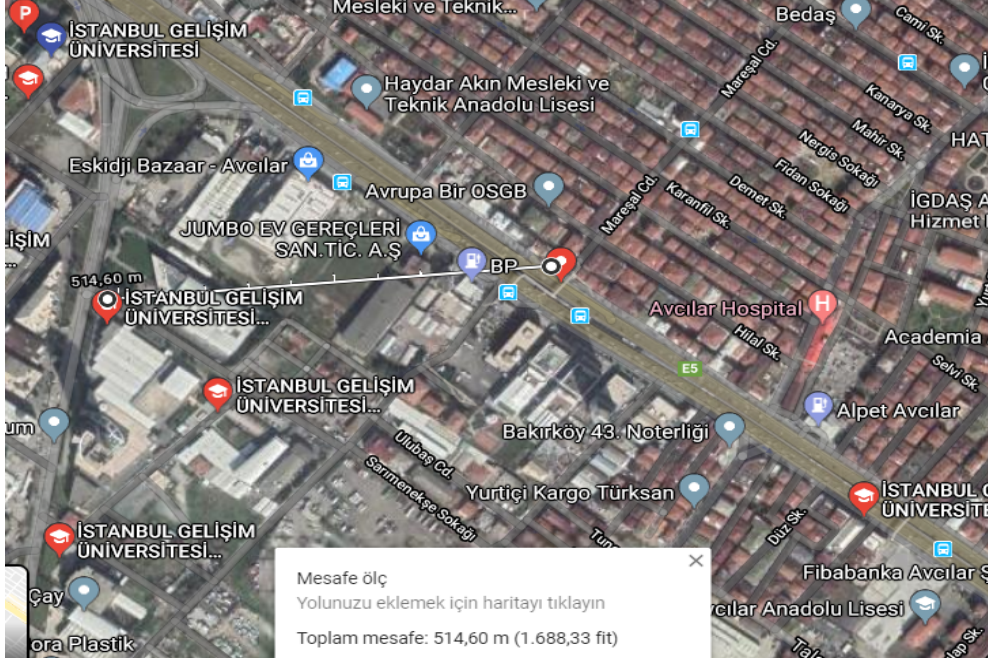 Mesleki ve Teknik...
P
İSTANBUL GELİŞİM
ÜNİVERSİTESİ
Bedaş
Cami Sk.
Mareşal Cd.
Haydar Akın Mesleki ve
Teknik Anadolu Lisesi
Kanarya Sk.
Mahir Sk.
Nergis Sokağı
Fidan Sokağı
Eskidji Bazaar - Avcılar
Avrupa Bir OSGB
Mareşal Cd.
Karanfil Sk.
Demet Sk.
İGDAŞ A
Hizmet
JUMBO EV GEREÇLERİ
SAN.TİC. A.Ş
514,60 m
BP
İSTANBUL GELİŞİM
ÜNİVERSİTESİ...
Avcılar Hospital
H
Hilal Sk.
Academia
Selvi Sk.
E5
İSTANBUL GELİŞİM
ÜNİVERSİTESİ...
Alpet Avcılar
Bakırköy 43. Noterliği
Ulubaş Cd.
Sarımenekşe Sokağı
Yurtiçi Kargo Türksan
İSTANBUL G
ÜNİVERSİTE
Düz Sk.
İSTANBUL GELİŞİM
ÜNİVERSİTESİ...
Mesafe ölç
Yolunuzu eklemek için haritayı tıklayın
Toplam mesafe: 514,60 m (1.688,33 fit)
Fibabanka Avcılar Ş
vcılar Anadolu Lisesi
Çay
ora Plastik